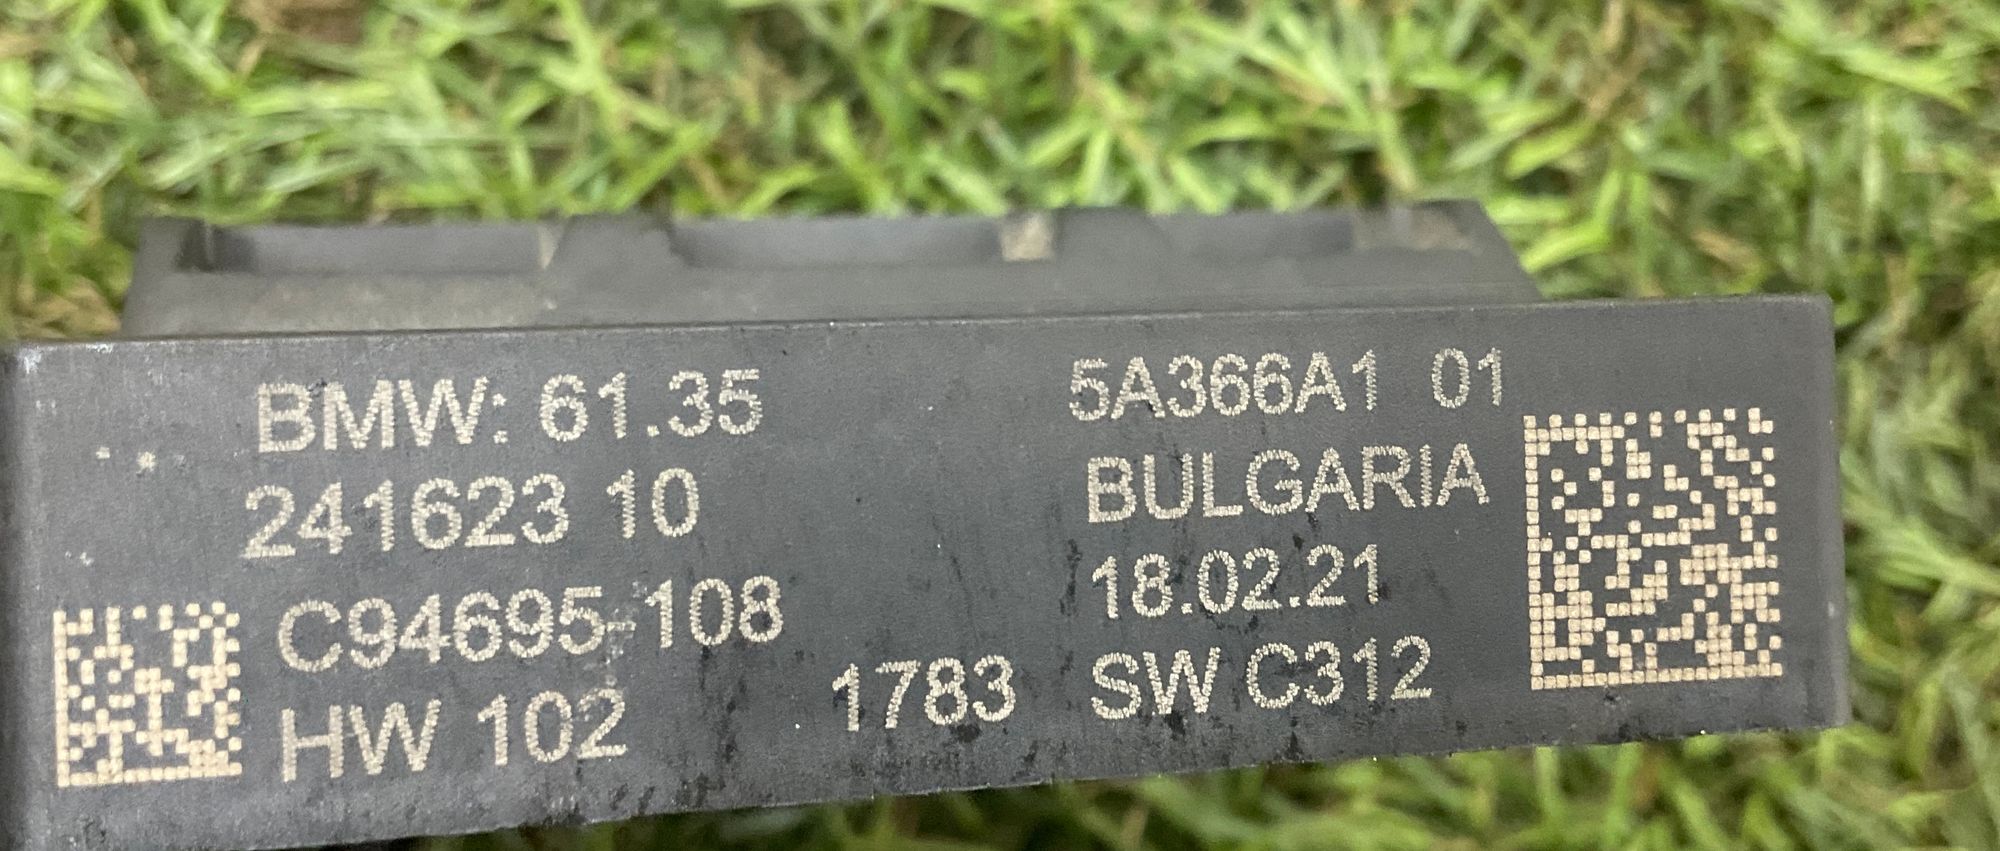 BMW: 61.35
241623 10
C94695-108
HW 102
1783
5A366A1 01
BULGARIA
18.02.21
SW C312